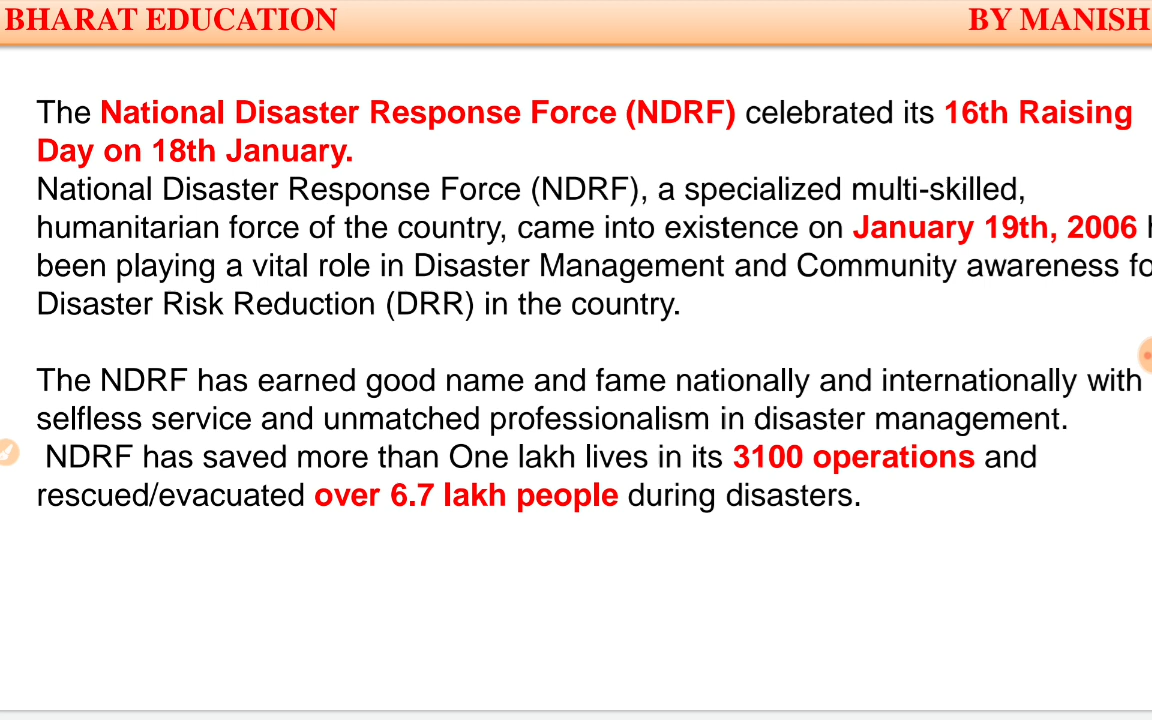 BHARAT EDUCATION BY MANISH
The National Disaster Response Force (NDRF) celebrated its 16th Raising
Day on 18th January.
National Disaster Response Force (NDRF), a specialized multi-skilled,
humanitarian force of the country, came into existence on January 19th, 2006
been playing a vital role in Disaster Management and Community awareness fo
Disaster Risk Reduction (DRR) in the country.
The NDRF has earned good name and fame nationally and internationally with
selfless service and unmatched professionalism in disaster management.
NDRF has saved more than One lakh lives in its 3100 operations and
rescued/evacuated over 6.7 lakh people during disasters.